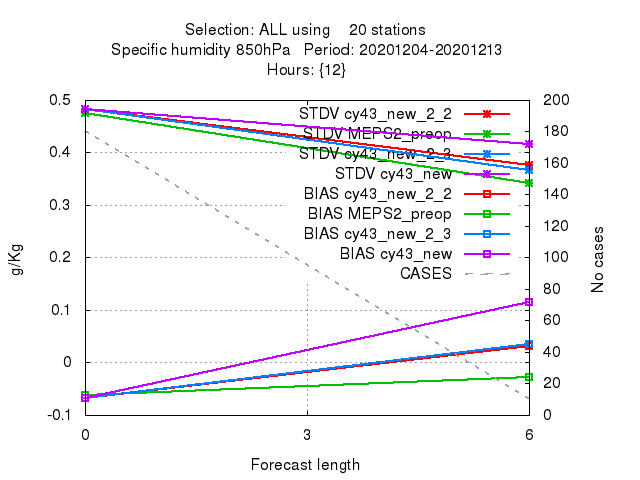 Selection: ALL using 20 stations
Specific humidity 850hPa Period: 20201204-20201213
Hours: {12}
0.5
0.4
0.3
0.2
0.1
0
-0.1
g/Kg
STDV cy43_new_2_2
STDV MEPS2_preop
STDV cy43_new_2_3
STDV cy43_new
BIAS cy43_new_2_2
BIAS MEPS2_preop
BIAS cy43_new_2_3
BIAS cy43_new
CASES
200
180
160
140
120
100
80
60
40
20
0
No cases
0 3 6
Forecast length